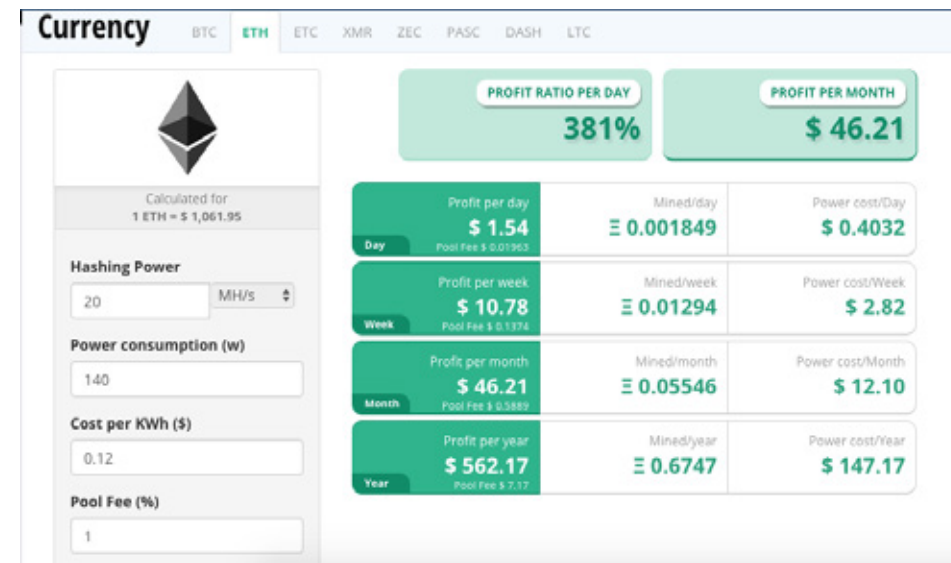 Currency
BTC ETH ETC XMR ZEC PASC DASH LTC
Calculated for
1 ETH = $ 1,061.95
Hashing Power
20 MH/s
Power consumption (w)
140
Cost per KWh ($)
0.12
Pool Fee (%)
1
PROFIT RATIO PER DAY
381%
PROFIT PER MONTH
$ 46.21
Profit per day Mined/day Power cost/Day
$ 1.54 Ξ 0.001849 $ 0.4032
Day Pool Fee $ 0.01963
Profit per week Mined/week Power cost/Week
$ 10.78 Ξ 0.01294 $ 2.82
Week Pool Fee $ 0.1374
Profit per month Mined/month Power cost/Month
$ 46.21 Ξ 0.05546 $ 12.10
Month Pool Fee $ 0.5889
Profit per year Mined/year Power cost/Year
$ 562.17 Ξ 0.6747 $ 147.17
Year Pool Fee $ 7.17